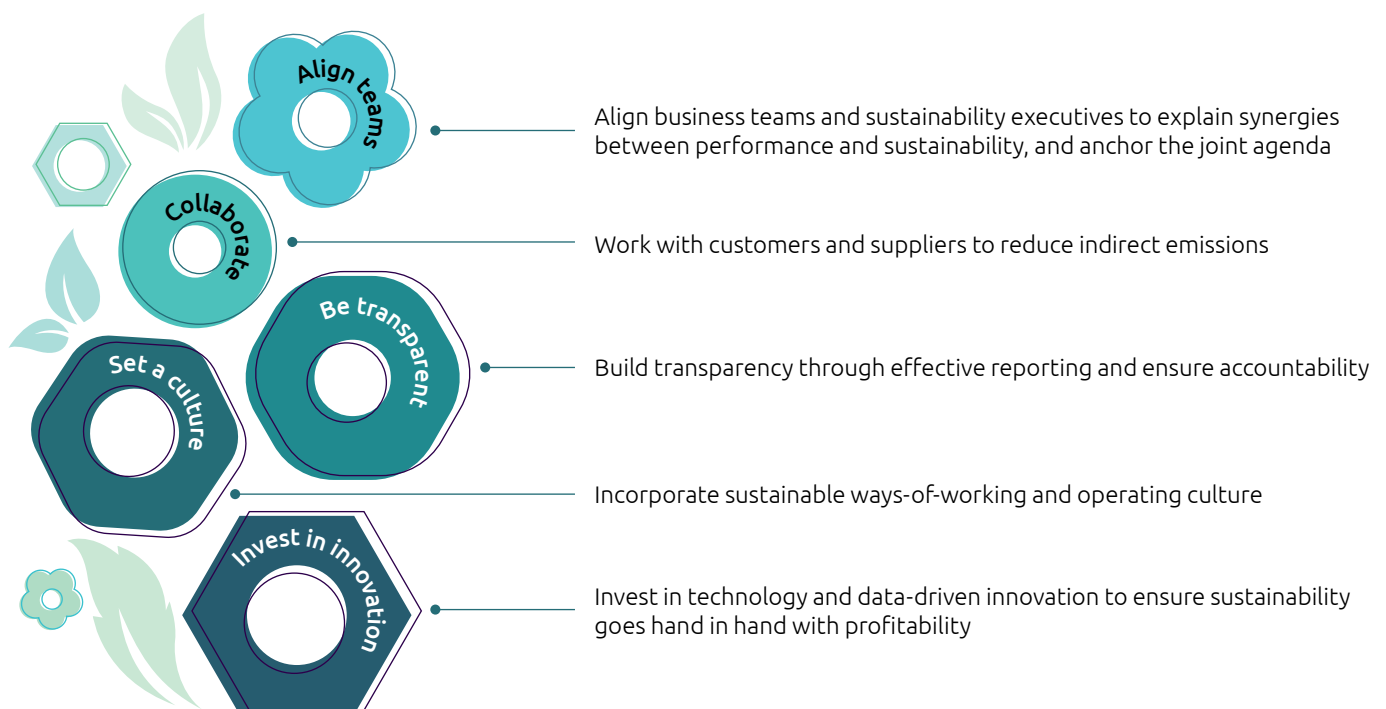 Align teams
Align business teams and sustainability executives to explain synergies
between performance and sustainability, and anchor the joint agenda
Collaborate
Work with customers and suppliers to reduce indirect emissions
Be transparent
Build transparency through effective reporting and ensure accountability
Set a culture
Incorporate sustainable ways-of-working and operating culture
Invest in innovation
Invest in technology and data-driven innovation to ensure sustainability
goes hand in hand with profitability